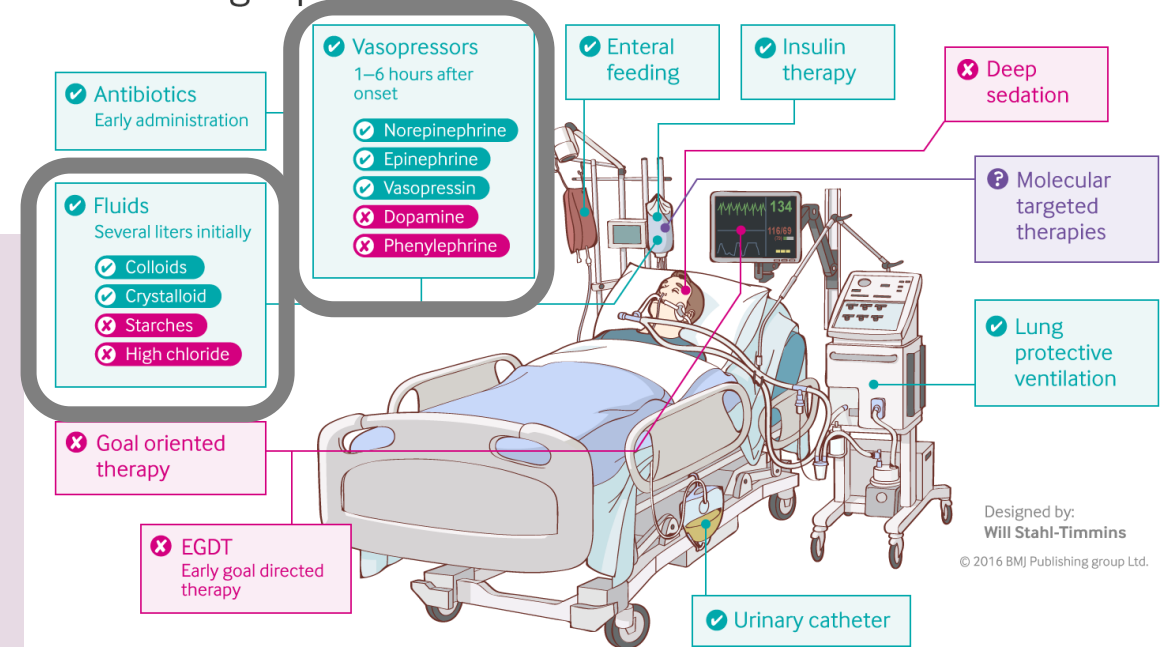 Vasopressors
1–6 hours after
onset
Norepinephrine
Epinephrine
Vasopressin
Dopamine
Phenylephrine
Enteral
feeding
Insulin
therapy
Deep
sedation
Antibiotics
Early administration
Fluids
Several liters initially
Colloids
Crystalloid
Starches
High chloride
Molecular
targeted
therapies
134
116/69
Lung
protective
ventilation
Goal oriented
therapy
EGDT
Early goal directed
therapy
Urinary catheter
Designed by:
Will Stahl-Timmins
© 2016 BMJ Publishing group Ltd.